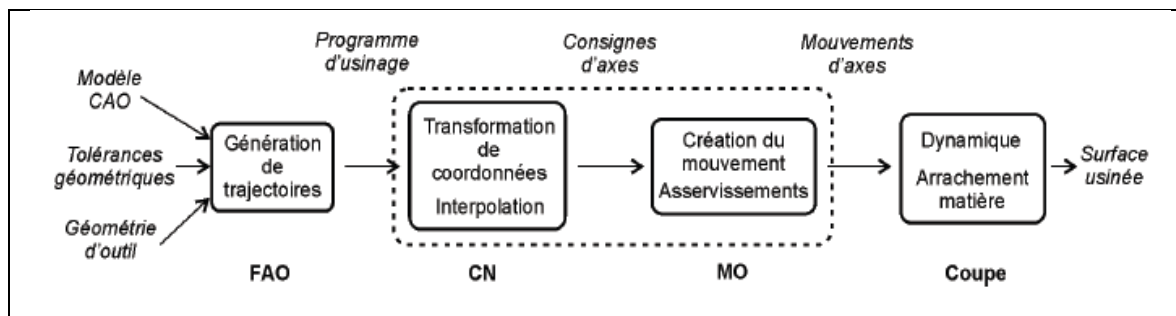 Programme
d'usinage
Consignes
d'axes
Mouvements
d'axes
Modèle
CAO
Tolérances
géométriques
Géométrie
d'outil
Génération
de
trajectoires
Transformation
de
coordonnées
Interpolation
Création du
mouvement
Asservissements
Dynamique
Arrachement
matière
Surface
usinée
FAO
CN
MO
Coupe